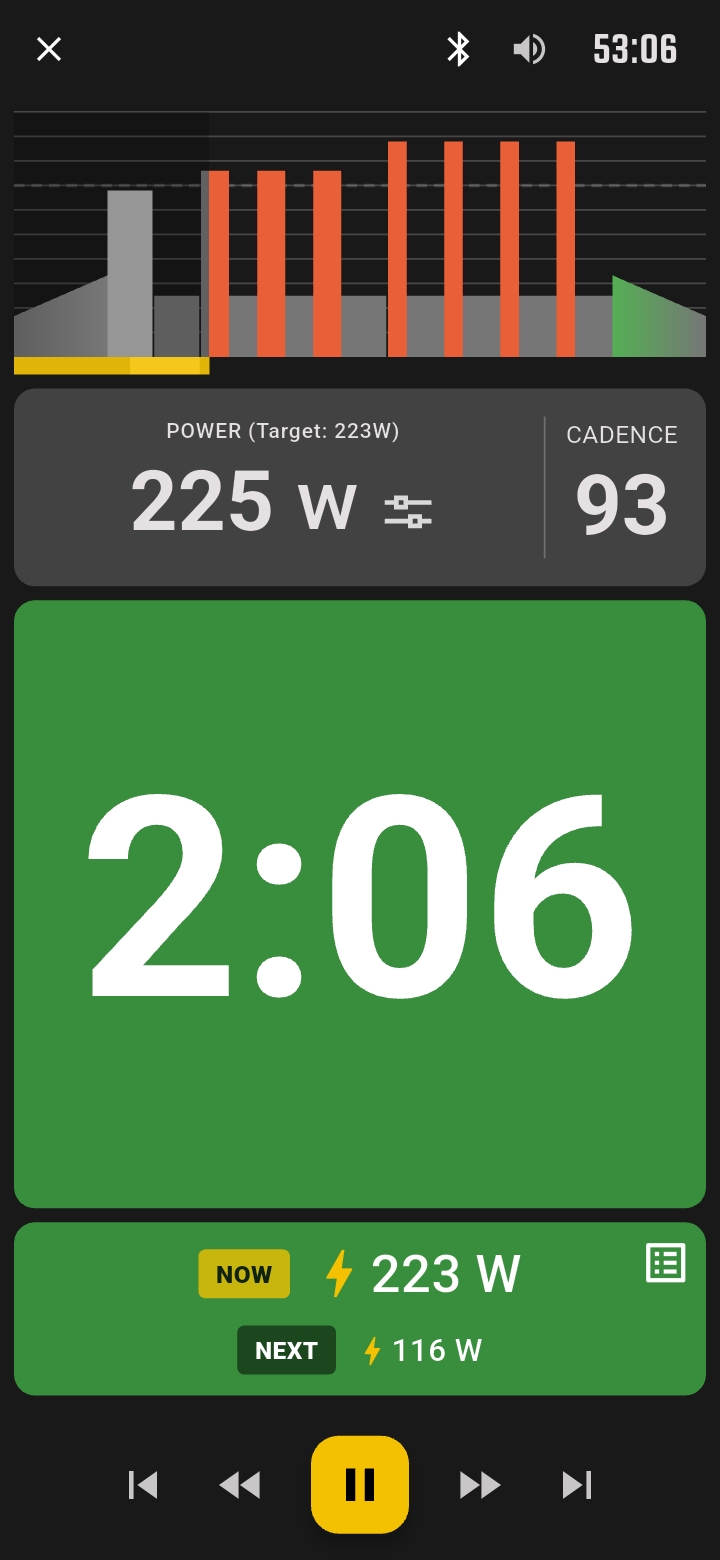 53:06
POWER (Target: 223W)
CADENCE
225 W
93
2:06
NOW 223 W
NEXT 116 W